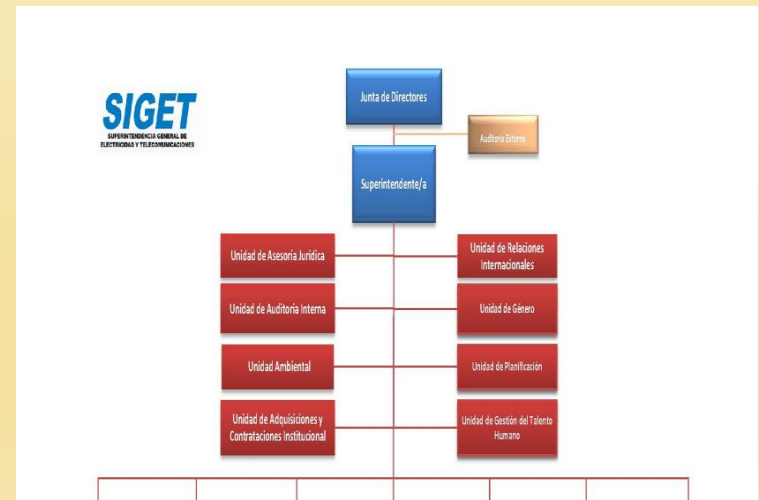 Junta de Directores
SIGET
SUPERINTENDENCIA GENERAL DE
ELECTRICIDAD Y TELECOMUNICACIONES
Auditoría Externa
Superintendente/a
Unidad de Asesoría Jurídica
Unidad de Relaciones
Internacionales
Unidad de Auditoría Interna
Unidad de Género
Unidad Ambiental
Unidad de Planificación
Unidad de Adquisiciones y
Contrataciones Institucional
Unidad de Gestión del Talento
Humano